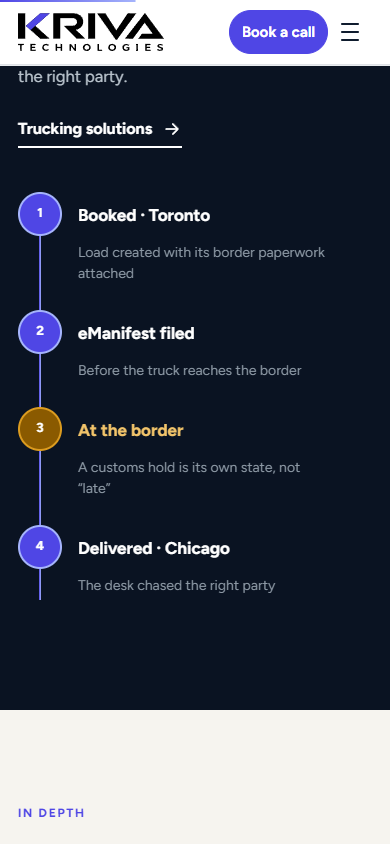 KRIVA
TECHNOLOGIES
Book a call
the right party.
Trucking solutions →
1
Booked · Toronto
Load created with its border paperwork
attached
2
eManifest filed
Before the truck reaches the border
3
At the border
A customs hold is its own state, not
“late”
4
Delivered · Chicago
The desk chased the right party
IN DEPTH